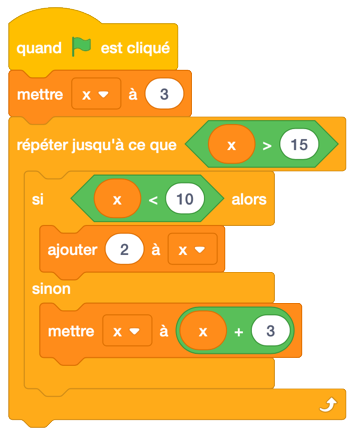 quand est cliqué
mettre x à 3
répéter jusqu'à ce que x > 15
si x < 10 alors
ajouter 2 à x
sinon
mettre x à x + 3